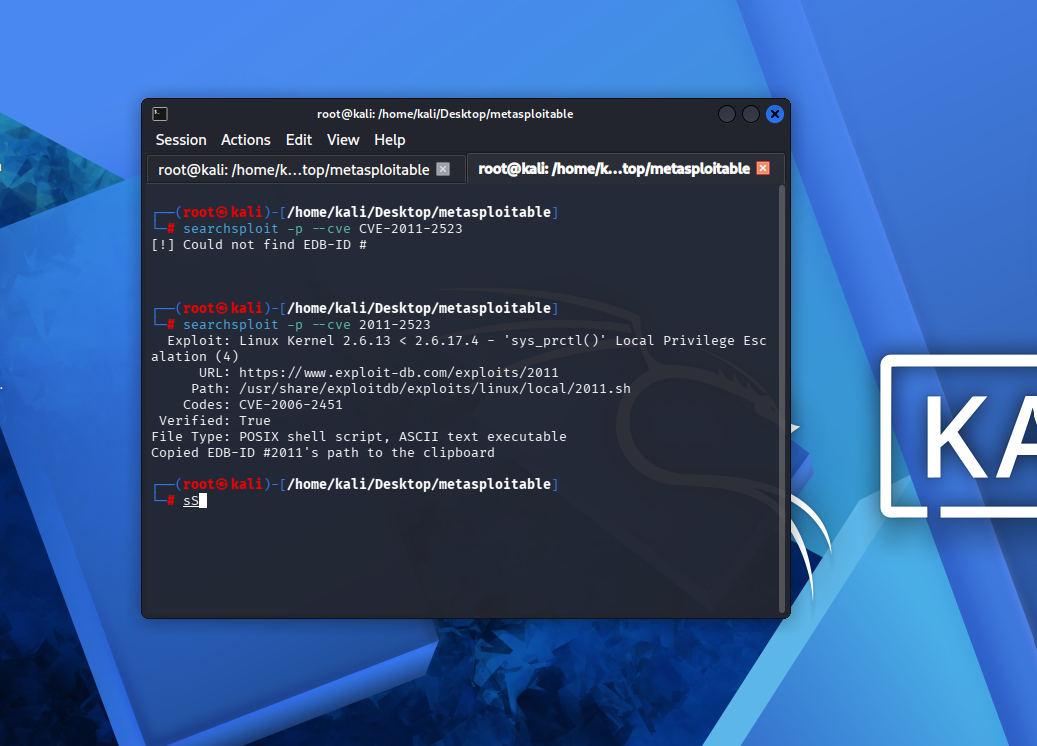 root@kali: /home/kali/Desktop/metasploitable
Session Actions Edit View Help
root@kali: /home/k...top/metasploitable
root@kali: /home/k...top/metasploitable
┌──(root㉿kali)-[/home/kali/Desktop/metasploitable]
└─# searchsploit -p --cve CVE-2011-2523
[!] Could not find EDB-ID #
┌──(root㉿kali)-[/home/kali/Desktop/metasploitable]
└─# searchsploit -p --cve 2011-2523
Exploit: Linux Kernel 2.6.13 < 2.6.17.4 - 'sys_prctl()' Local Privilege Esc
alation (4)
URL: https://www.exploit-db.com/exploits/2011
Path: /usr/share/exploitdb/exploits/linux/local/2011.sh
Codes: CVE-2006-2451
Verified: True
File Type: POSIX shell script, ASCII text executable
Copied EDB-ID #2011's path to the clipboard
┌──(root㉿kali)-[/home/kali/Desktop/metasploitable]
└─# sS
KA